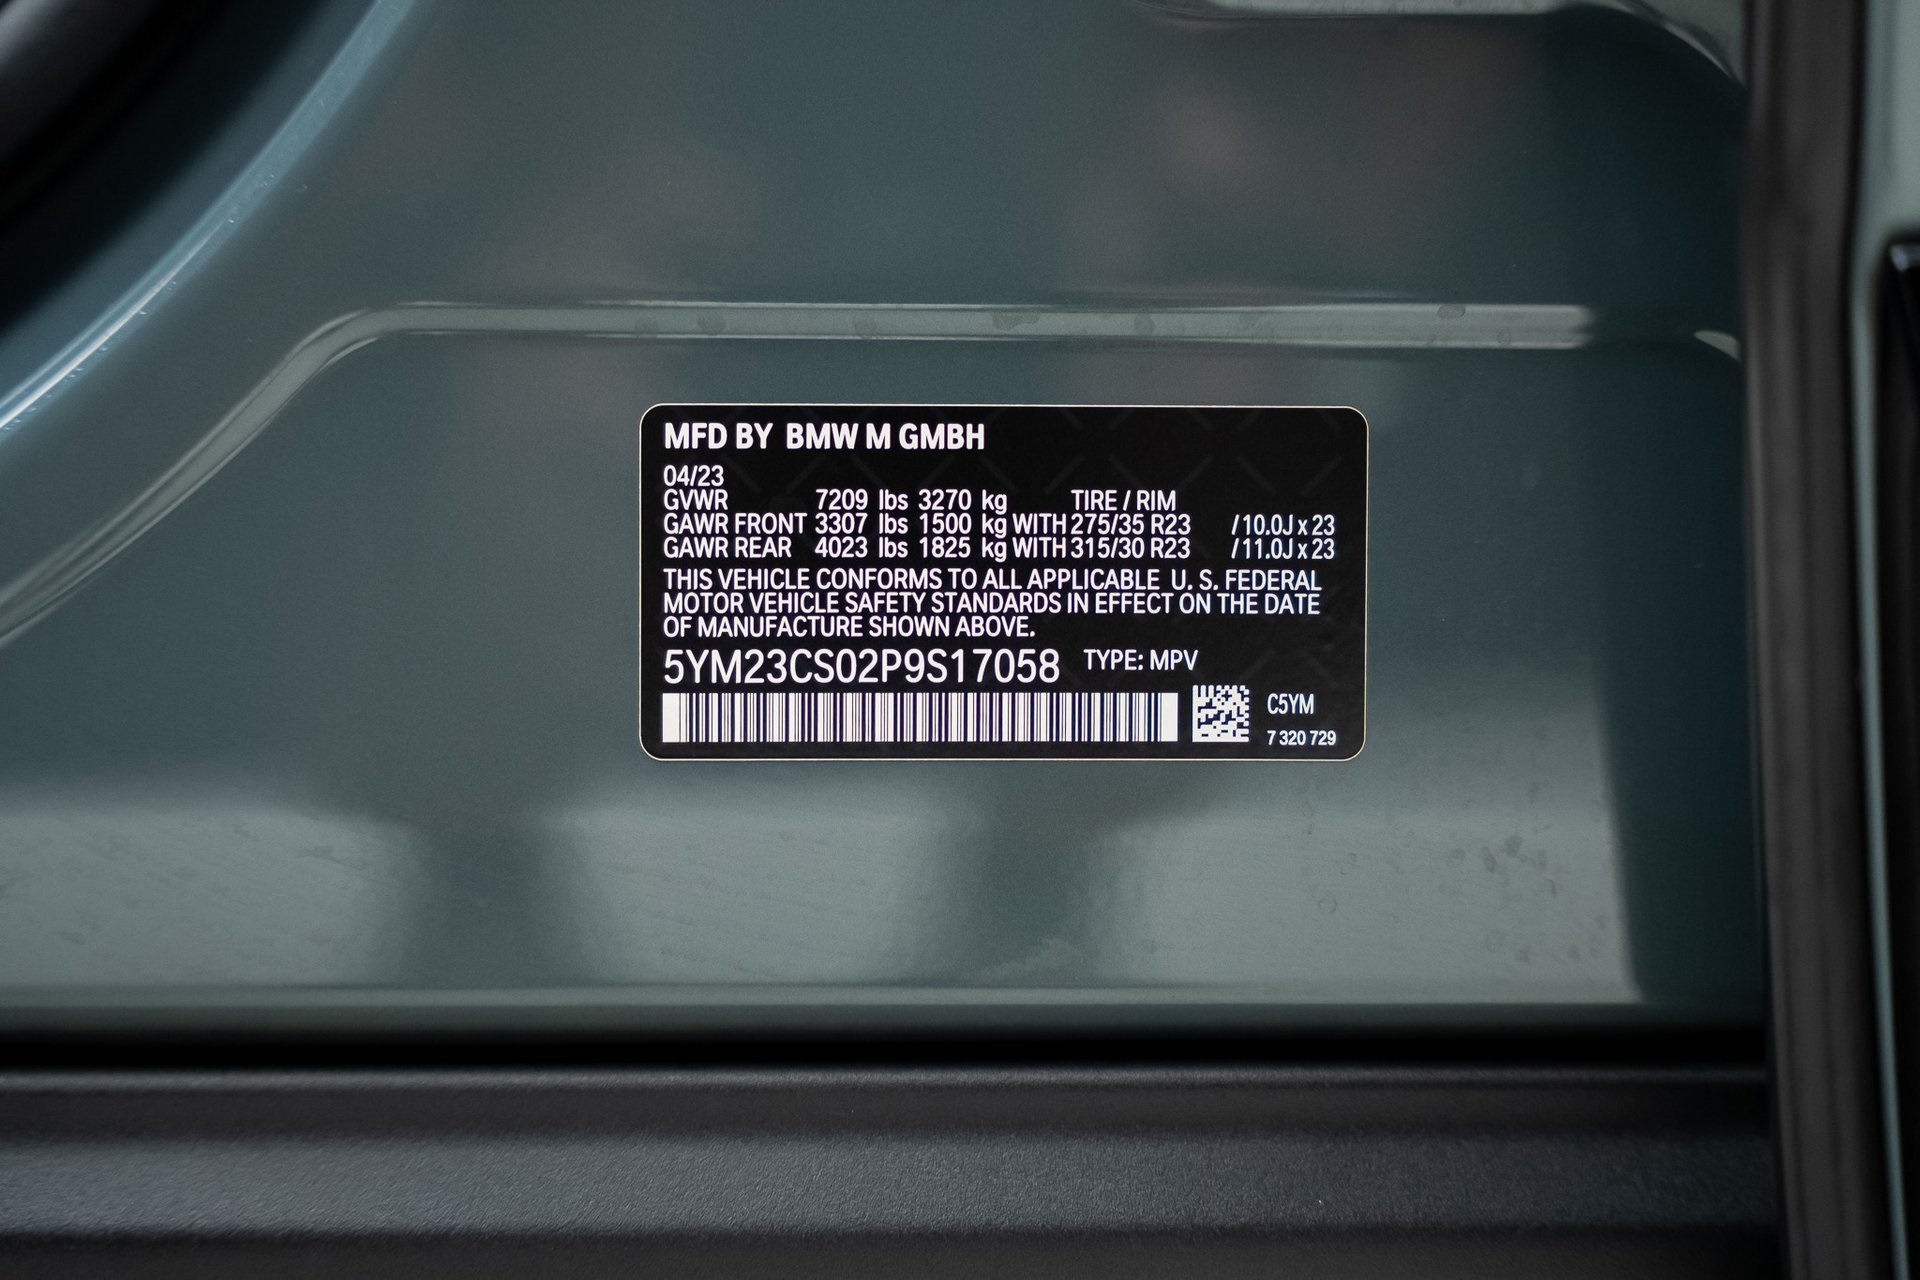 MFD BY BMW M GMBH
04/23
GVWR 7209 lbs 3270 kg TIRE / RIM
GAWR FRONT 3307 lbs 1500 kg WITH 275/35 R23 / 10.0J x 23
GAWR REAR 4023 lbs 1825 kg WITH 315/30 R23 / 11.0J x 23
THIS VEHICLE CONFORMS TO ALL APPLICABLE U. S. FEDERAL
MOTOR VEHICLE SAFETY STANDARDS IN EFFECT ON THE DATE
OF MANUFACTURE SHOWN ABOVE.
5YM23CS02P9S17058 TYPE: MPV
C5YM
7 320 729